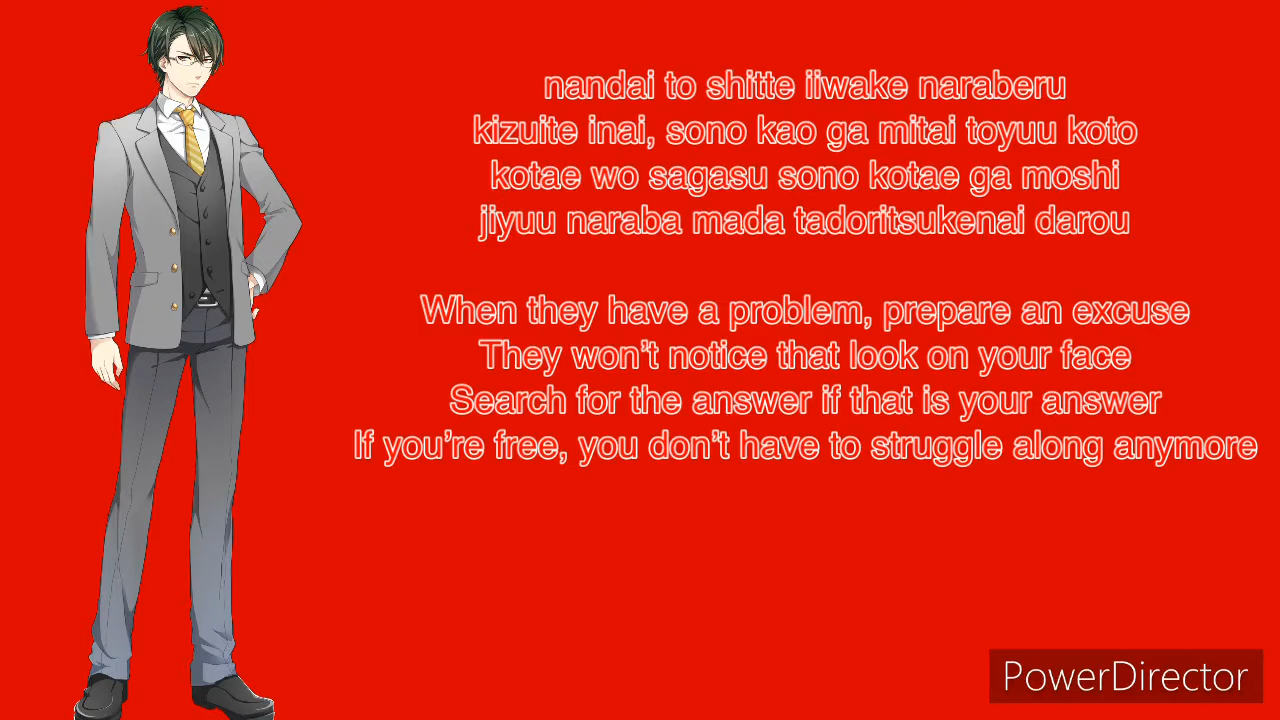 nandai to shitte iiwake naraberu
kizuite inai, sono kao ga mitai toyuu koto
kotae wo sagasu sono kotae ga moshi
jiyuu naraba mada tadoritsukenai darou
When they have a problem, prepare an excuse
They won't notice that look on your face
Search for the answer if that is your answer
If you're free, you don't have to struggle along anymore
PowerDirector